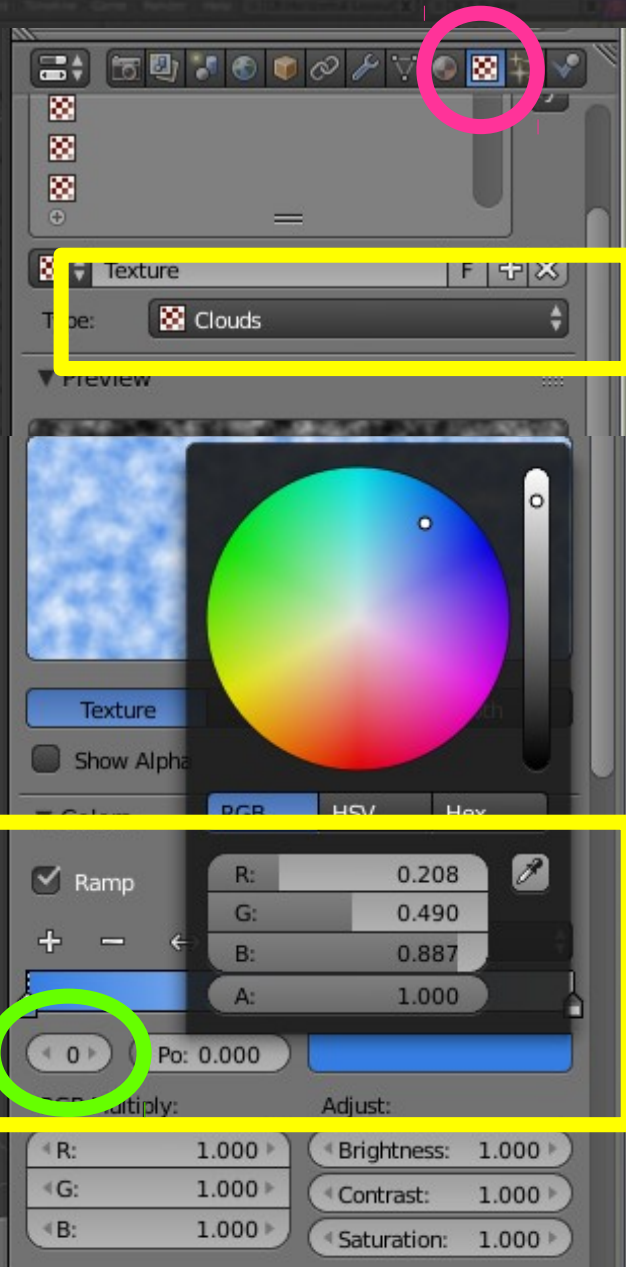 Texture F
Clouds
Preview
Texture
Show Alpha
RGB HSV Hex
Ramp
R: 0.208
G: 0.490
B: 0.887
A: 1.000
0 Po: 0.000
Adjust:
R: 1.000 Brightness: 1.000
G: 1.000 Contrast: 1.000
B: 1.000 Saturation: 1.000